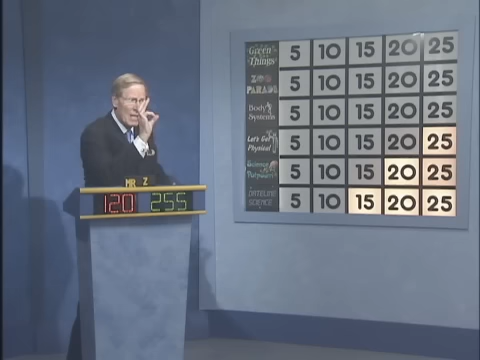 Green Things 5 10 15 20 25
ZOO PARADE 5 10 15 20 25
Body Systems 5 10 15 20 25
Let's Get Physical 5 10 15 20 25
Science Potpourri 5 10 15 20 25
DATELINE SCIENCE 5 10 15 20 25
MR Z
120 255